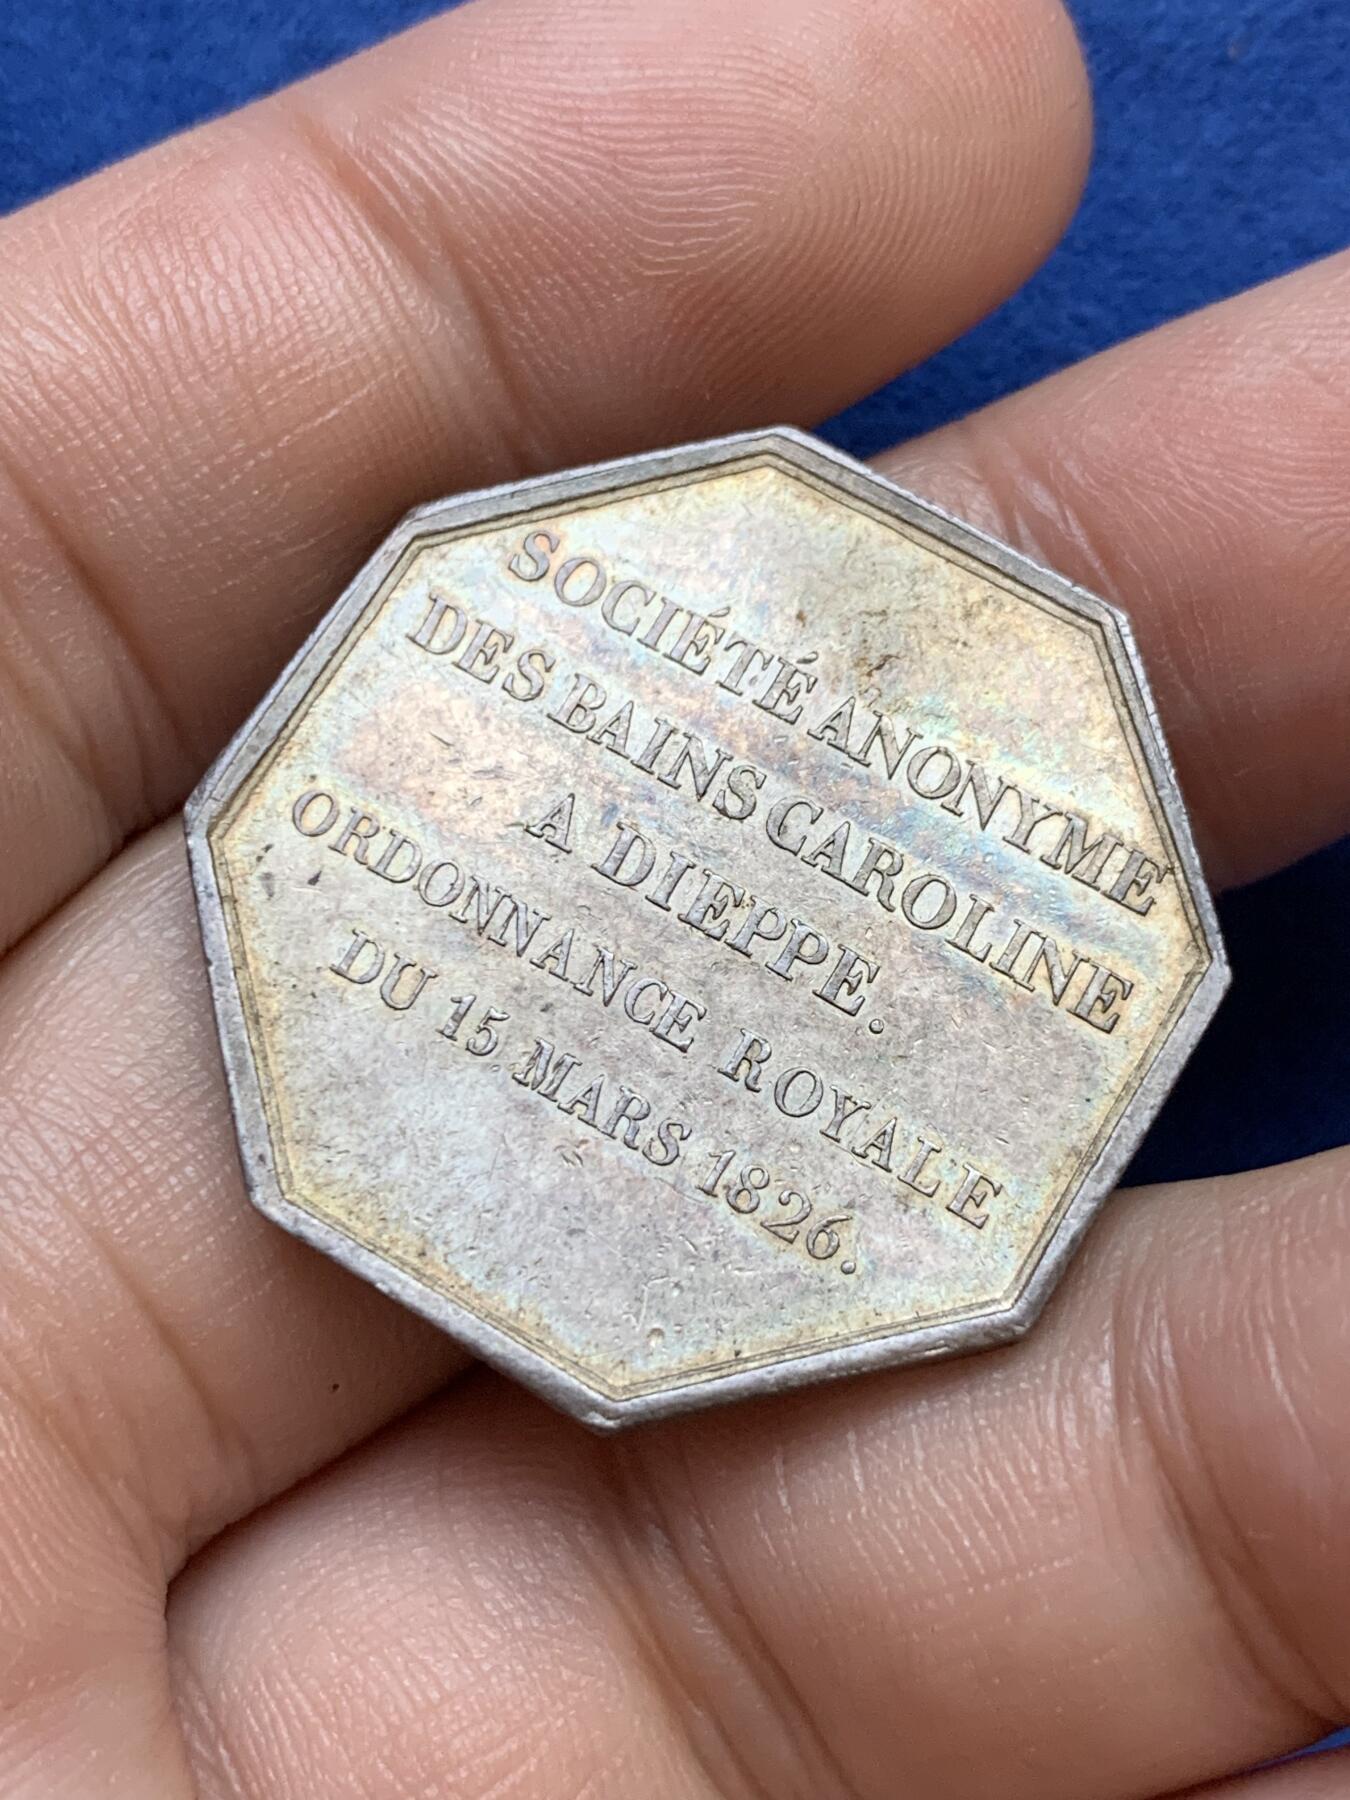 SOCIÉTÉ ANONYME
DES BAINS CAROLINE
A DIEPPE.
ORDONNANCE ROYALE
DU 15 MARS 1826.